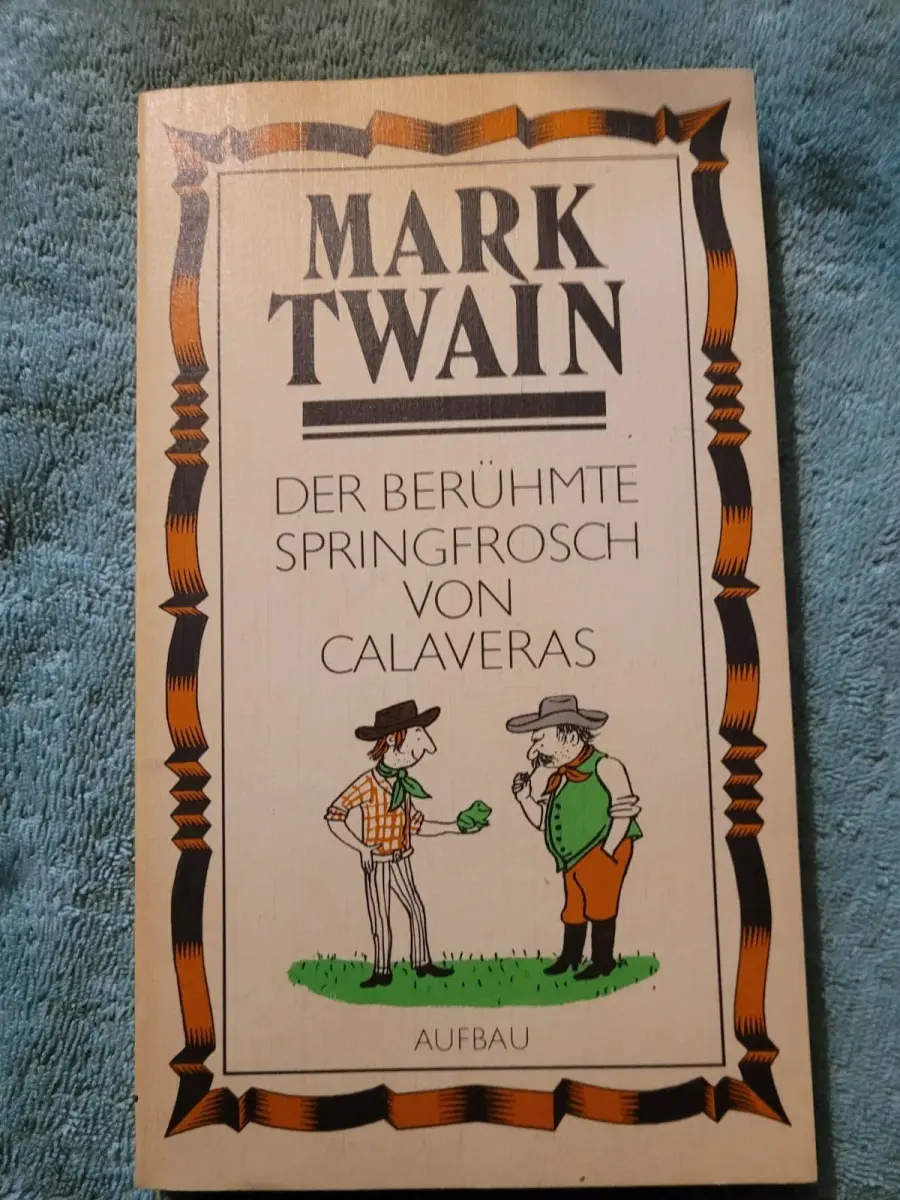 MARK
TWAIN
DER BERÜHMTE
SPRINGFROSCH
VON
CALAVERAS
AUFBAU